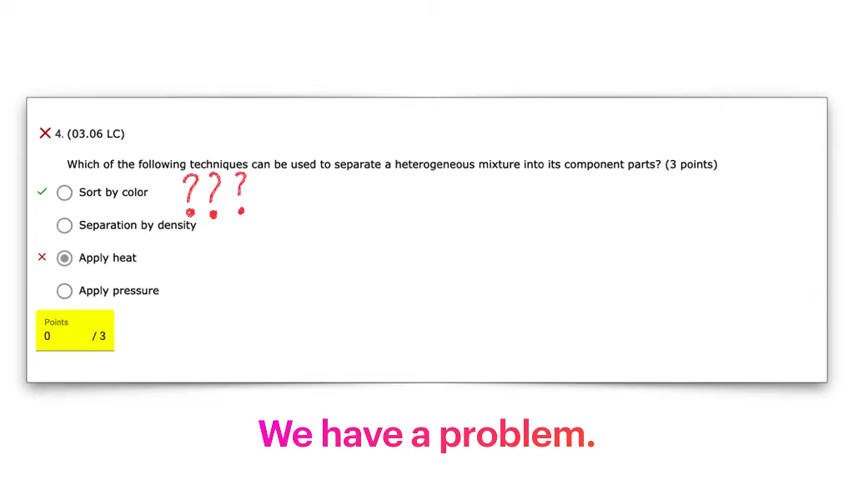 4. (03.06 LC)
Which of the following techniques can be used to separate a heterogeneous mixture into its component parts? (3 points)
Sort by color
???
Separation by density
Apply heat
Apply pressure
Points
0 / 3
We have a problem.